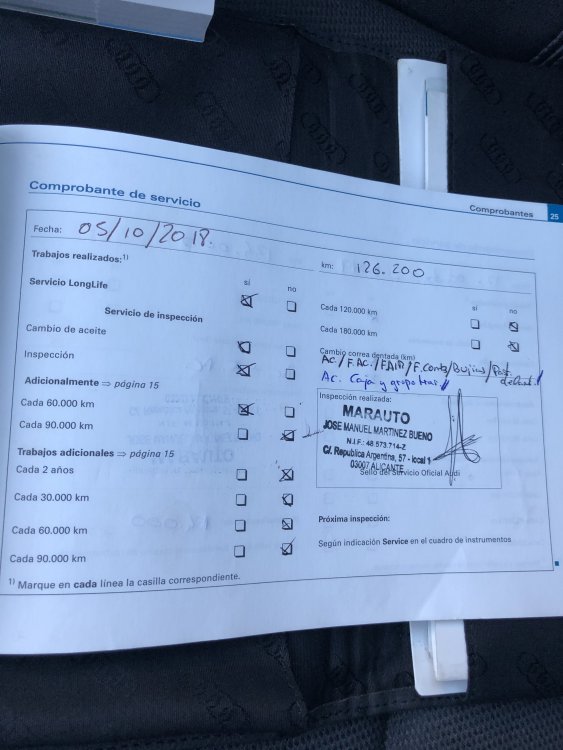 Comprobante de servicio
Comprobantes 25
Fecha: 05/10/2018
km: 126.200
Trabajos realizados:1)
sí no
Servicio LongLife
Servicio de inspección
Cambio de aceite
Inspección
Adicionalmente ⇒ página 15
Cada 60.000 km
Cada 90.000 km
Trabajos adicionales ⇒ página 15
Cada 2 años
Cada 30.000 km
Cada 60.000 km
Cada 90.000 km
sí no
Cada 120.000 km
Cada 180.000 km
Cambio correa dentada (km)
AC/F.AC./F.AIR/F.Comb/Bujias/Past.
delant.
Ac. Caja y grupo tras
Inspección realizada:
MARAUTO
JOSE MANUEL MARTINEZ BUENO
N.I.F.: 48.573.714-Z
C/. Republica Argentina, 57 - local 1
03007 ALICANTE
Sello del Servicio Oficial Audi
Próxima inspección:
Según indicación Service en el cuadro de instrumentos
1) Marque en cada línea la casilla correspondiente.